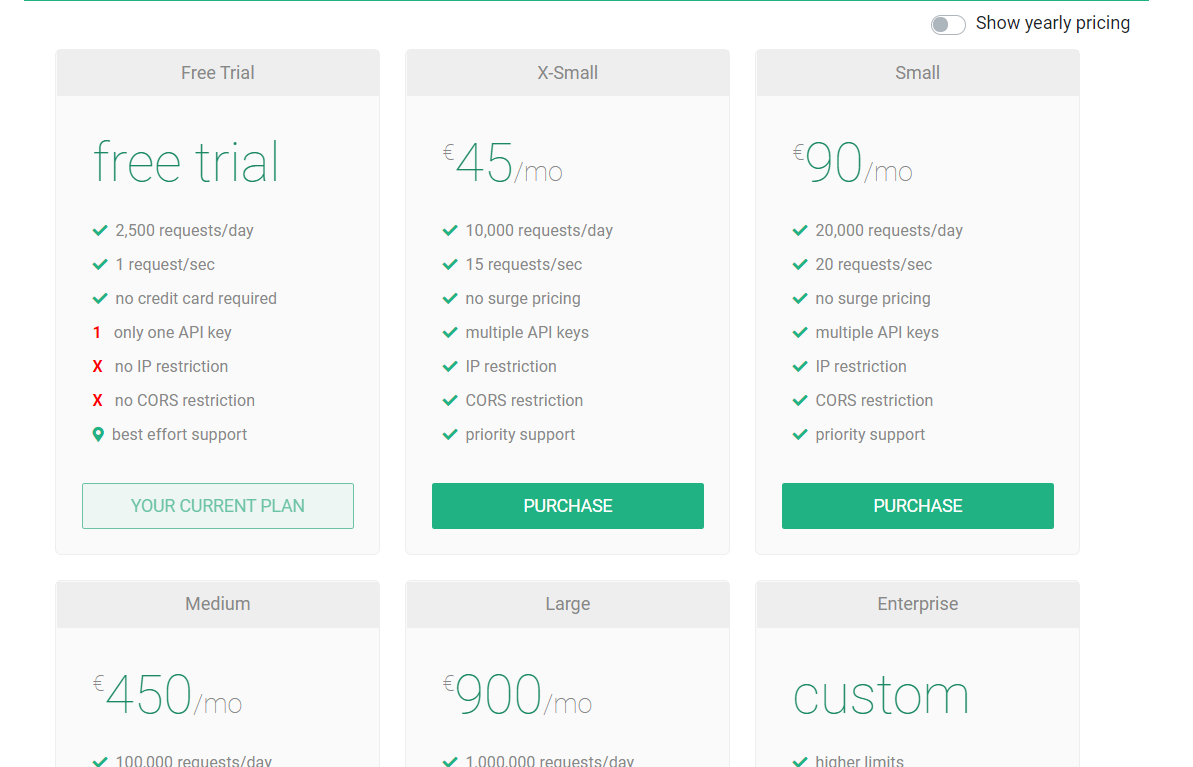 Show yearly pricing
Free Trial
free trial
2,500 requests/day
1 request/sec
no credit card required
1 only one API key
X no IP restriction
X no CORS restriction
best effort support
YOUR CURRENT PLAN
X-Small
€45/mo
10,000 requests/day
15 requests/sec
no surge pricing
multiple API keys
IP restriction
CORS restriction
priority support
PURCHASE
Small
€90/mo
20,000 requests/day
20 requests/sec
no surge pricing
multiple API keys
IP restriction
CORS restriction
priority support
PURCHASE
Medium
€450/mo
100,000 requests/day
Large
€900/mo
1,000,000 requests/day
Enterprise
custom
higher limits